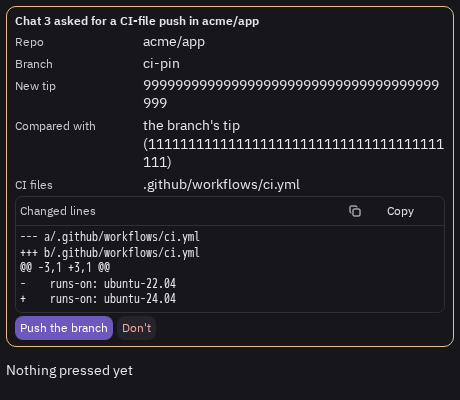 Chat 3 asked for a CI-file push in acme/app
Repo acme/app
Branch ci-pin
New tip 9999999999999999999999999999999999999
999
Compared with the branch's tip
(1111111111111111111111111111111111111
111)
CI files .github/workflows/ci.yml
Changed lines Copy
--- a/.github/workflows/ci.yml
+++ b/.github/workflows/ci.yml
@@ -3,1 +3,1 @@
-    runs-on: ubuntu-22.04
+    runs-on: ubuntu-24.04
Push the branch Don't
Nothing pressed yet